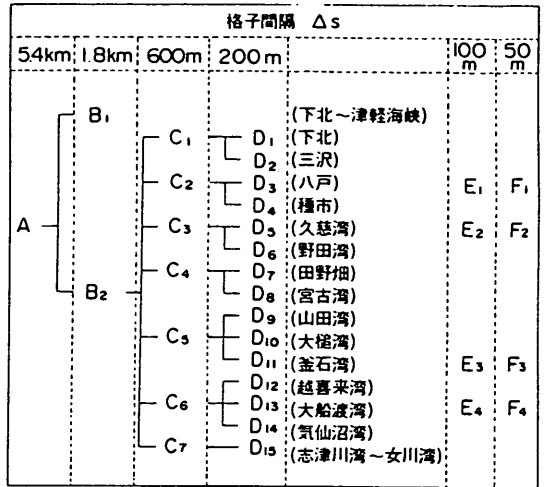 格子間隔 Δs
5.4km 1.8km 600m 200m 100m 50m
B1 (下北~津軽海峡)
C1 D1 (下北)
D2 (三沢)
C2 D3 (八戸) E1 F1
D4 (種市)
A C3 D5 (久慈湾) E2 F2
D6 (野田湾)
C4 D7 (田野畑)
B2 D8 (宮古湾)
D9 (山田湾)
C5 D10 (大槌湾)
D11 (釜石湾) E3 F3
D12 (越喜来湾)
C6 D13 (大船渡湾) E4 F4
D14 (気仙沼湾)
C7 D15 (志津川湾~女川湾)